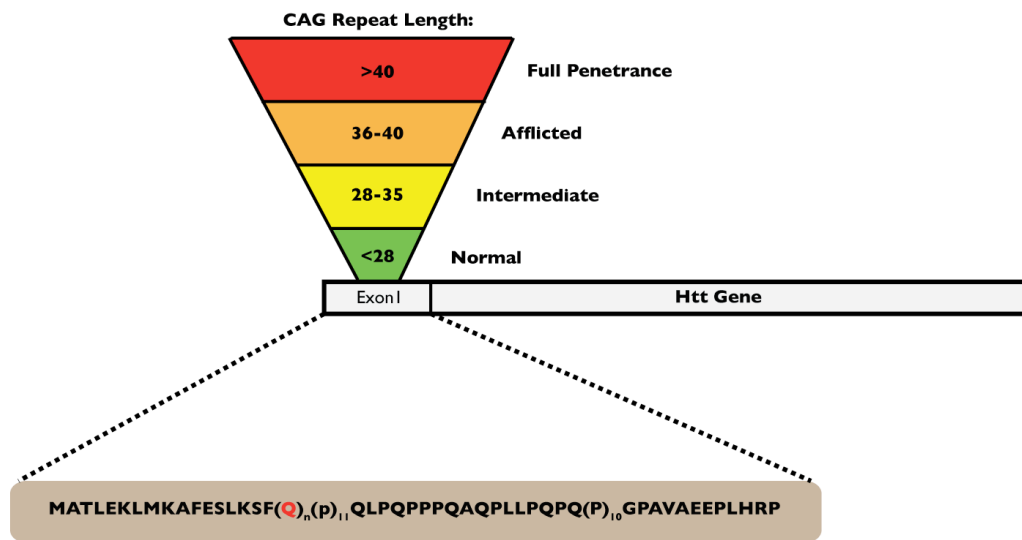 CAG Repeat Length:
>40 Full Penetrance
36-40 Afflicted
28-35 Intermediate
<28 Normal
Exon1 Htt Gene
MATLEKLMKAFESLKSF(Q)n(p)11QLPQPPPQAQPLLPQPQ(P)10GPAVAEEPLHRP